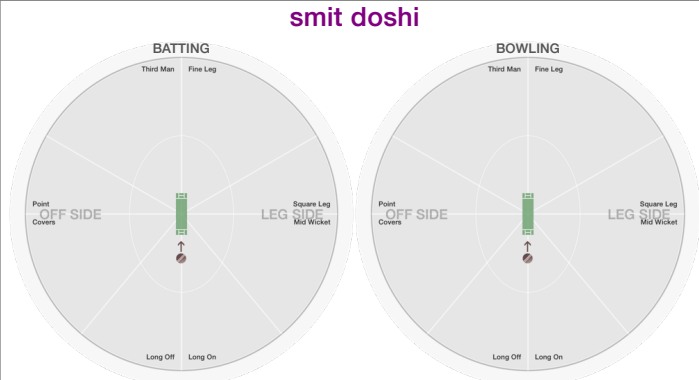 smit doshi
BATTING
Third Man Fine Leg
Point
OFF SIDE
Covers
Square Leg
LEG SIDE
Mid Wicket
Long Off Long On
BOWLING
Third Man Fine Leg
Point
OFF SIDE
Covers
Square Leg
LEG SIDE
Mid Wicket
Long Off Long On